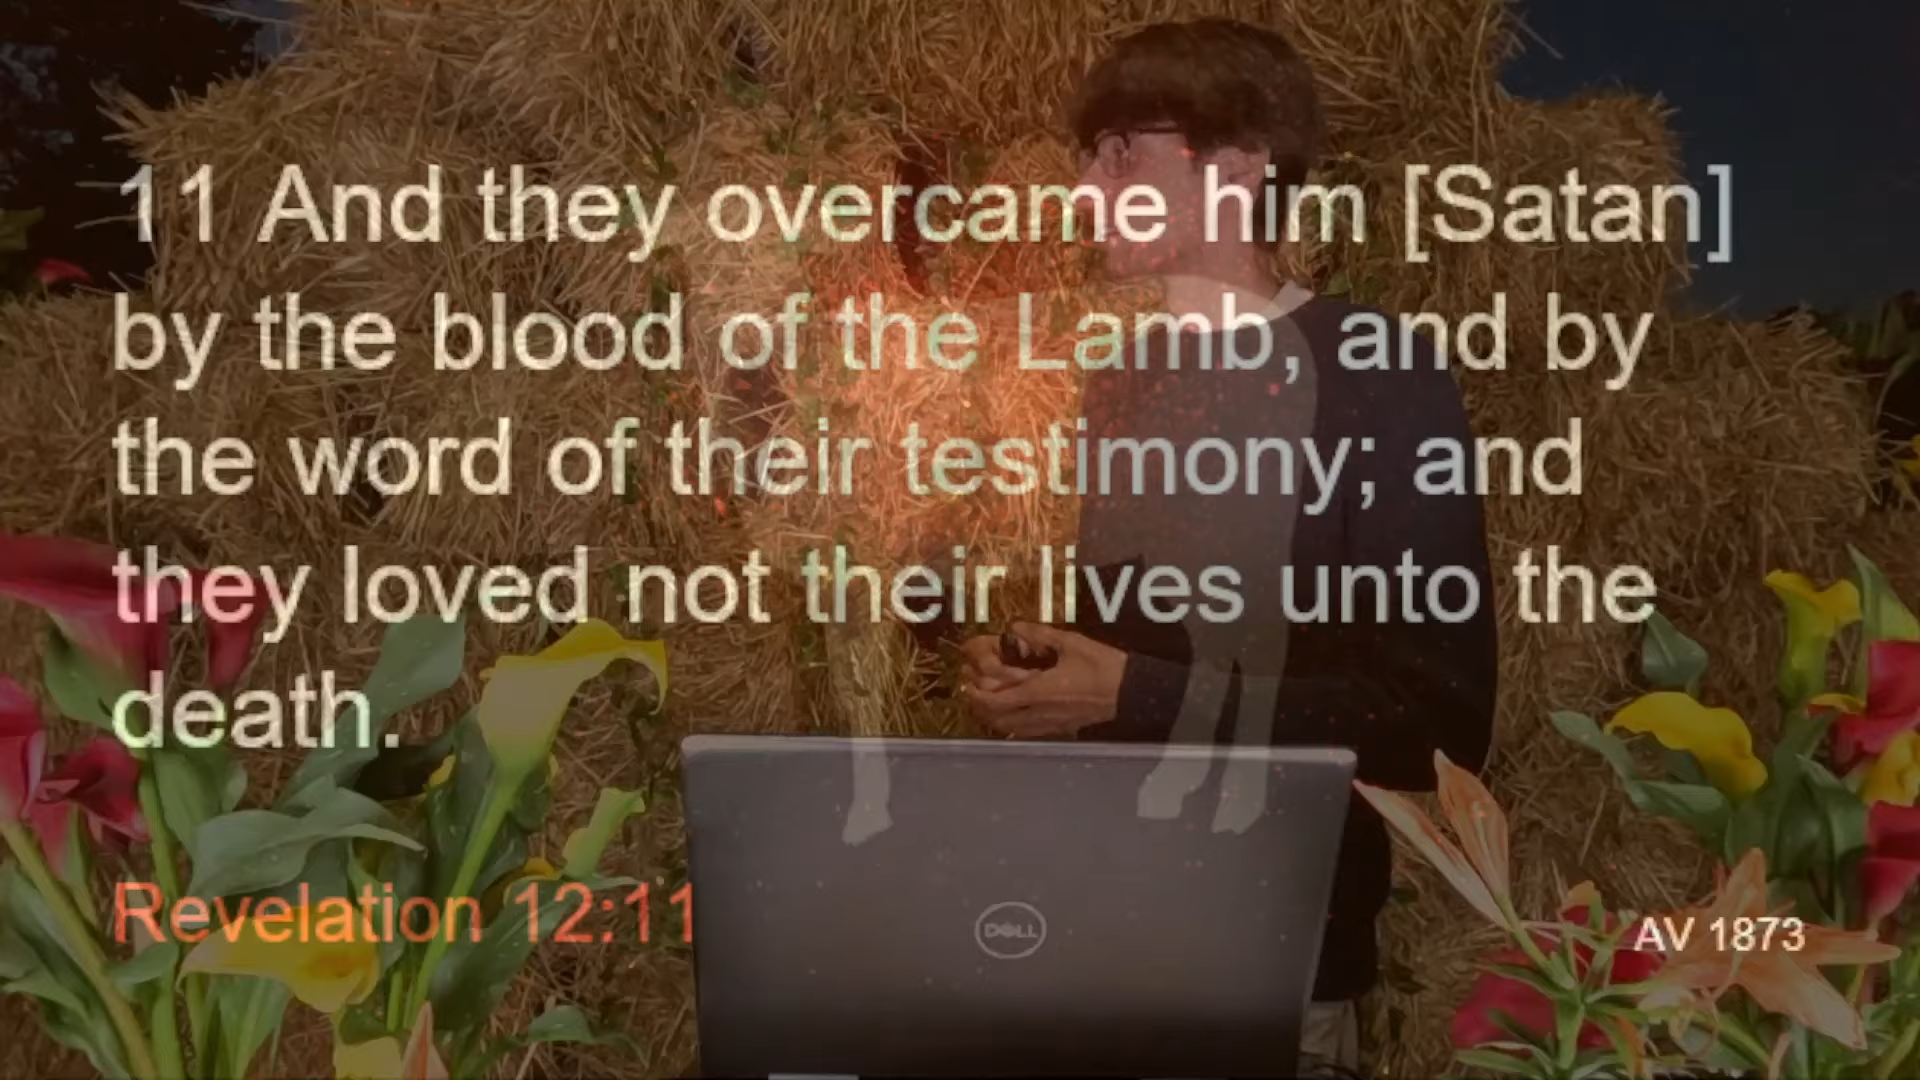 11 And they overcame him [Satan]
by the blood of the Lamb, and by
the word of their testimony; and
they loved not their lives unto the
death.
Revelation 12:11
AV 1873
DELL